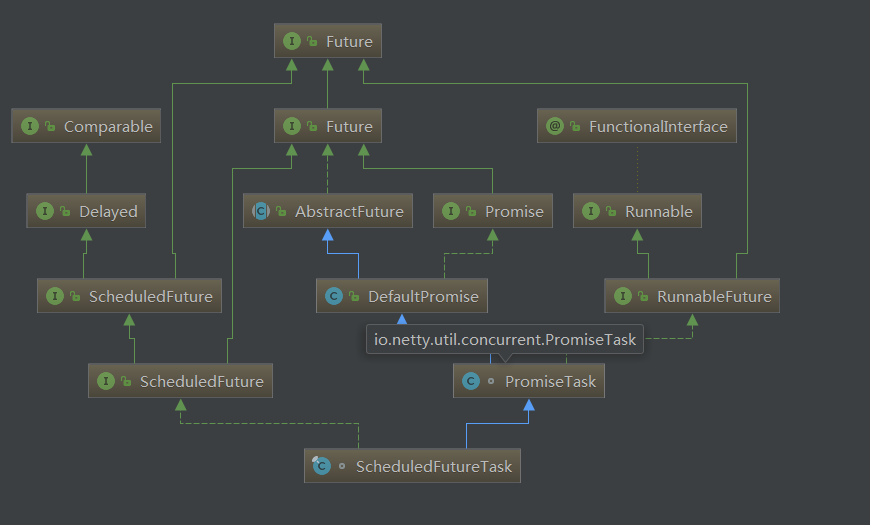 Future
Comparable
Future
FunctionalInterface
Delayed
AbstractFuture
Promise
Runnable
ScheduledFuture
DefaultPromise
RunnableFuture
io.netty.util.concurrent.PromiseTask
ScheduledFuture
PromiseTask
ScheduledFutureTask